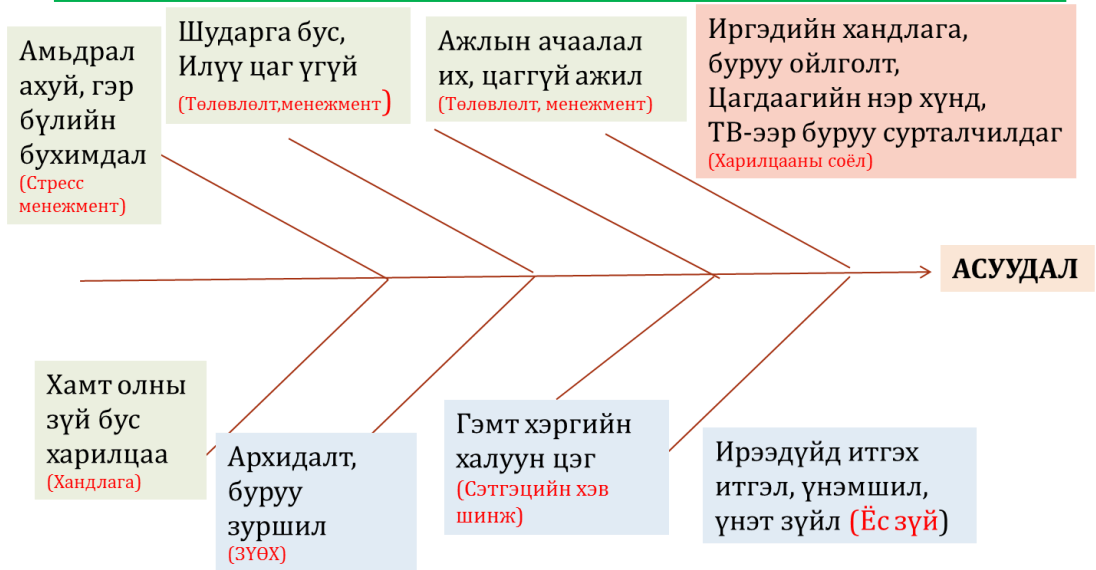 Амьдрал
ахуй, гэр
бүлийн
бухимдал
(Стресс
менежмент)
Шударга бус,
Илүү цаг үгүй
(Төлөвлөлт,менежмент)
Ажлын ачаалал
их, цаггүй ажил
(Төлөвлөлт, менежмент)
Иргэдийн хандлага,
буруу ойлголт,
Цагдаагийн нэр хүнд,
ТВ-ээр буруу сурталчилдаг
(Харилцааны соёл)
АСУУДАЛ
Хамт олны
зүй бус
харилцаа
(Хандлага)
Архидалт,
буруу
зуршил
(ЗҮӨХ)
Гэмт хэргийн
халуун цэг
(Сэтгэцийн хэв
шинж)
Ирээдүйд итгэх
итгэл, үнэмшил,
үнэт зүйл (Ёс зүй)